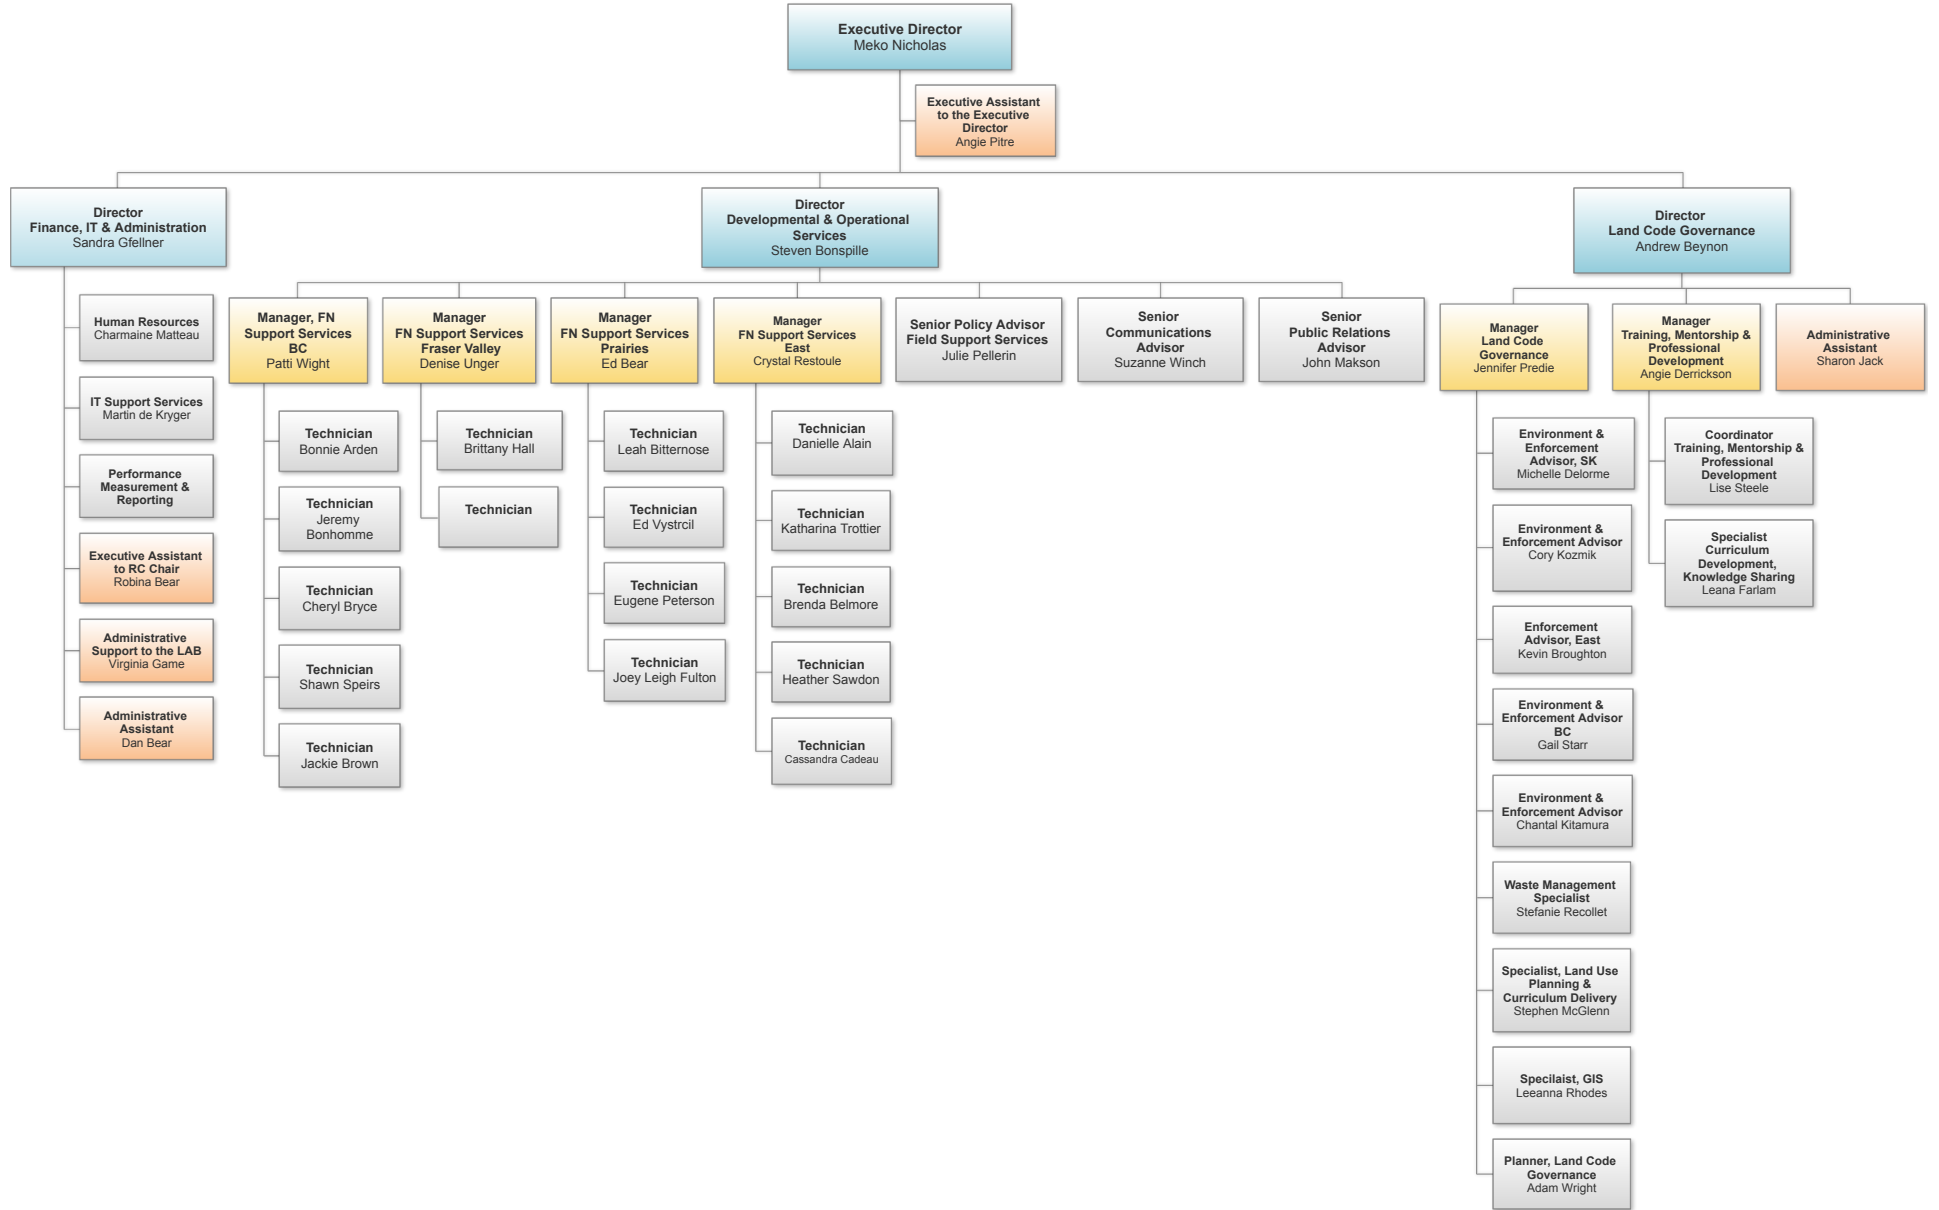 Executive Director
Meko Nicholas
Executive Assistant
to the Executive
Director
Angie Pitre
Director
Finance, IT & Administration
Sandra Gfellner
Human Resources
Charmaine Matteau
IT Support Services
Martin de Kryger
Performance
Measurement &
Reporting
Executive Assistant
to RC Chair
Robina Bear
Administrative
Support to the LAB
Virginia Game
Administrative
Assistant
Dan Bear
Director
Developmental & Operational
Services
Steven Bonspille
Manager, FN
Support Services
BC
Patti Wight
Technician
Bonnie Arden
Technician
Jeremy
Bonhomme
Technician
Cheryl Bryce
Technician
Shawn Speirs
Technician
Jackie Brown
Manager
FN Support Services
Fraser Valley
Denise Unger
Technician
Brittany Hall
Technician
Manager
FN Support Services
Prairies
Ed Bear
Technician
Leah Bitternose
Technician
Ed Vystrcil
Technician
Eugene Peterson
Technician
Joey Leigh Fulton
Manager
FN Support Services
East
Crystal Restoule
Technician
Danielle Alain
Technician
Katharina Trottier
Technician
Brenda Belmore
Technician
Heather Sawdon
Technician
Cassandra Cadeau
Senior Policy Advisor
Field Support Services
Julie Pellerin
Senior
Communications
Advisor
Suzanne Winch
Senior
Public Relations
Advisor
John Makson
Director
Land Code Governance
Andrew Beynon
Manager
Land Code
Governance
Jennifer Predie
Environment &
Enforcement
Advisor, SK
Michelle Delorme
Environment &
Enforcement Advisor
Cory Kozmik
Enforcement
Advisor, East
Kevin Broughton
Environment &
Enforcement Advisor
BC
Gail Starr
Environment &
Enforcement Advisor
Chantal Kitamura
Waste Management
Specialist
Stefanie Recollet
Specialist, Land Use
Planning &
Curriculum Delivery
Stephen McGlenn
Specilaist, GIS
Leeanna Rhodes
Planner, Land Code
Governance
Adam Wright
Manager
Training, Mentorship &
Professional
Development
Angie Derrickson
Coordinator
Training, Mentorship &
Professional
Development
Lise Steele
Specialist
Curriculum
Development,
Knowledge Sharing
Leana Farlam
Administrative
Assistant
Sharon Jack